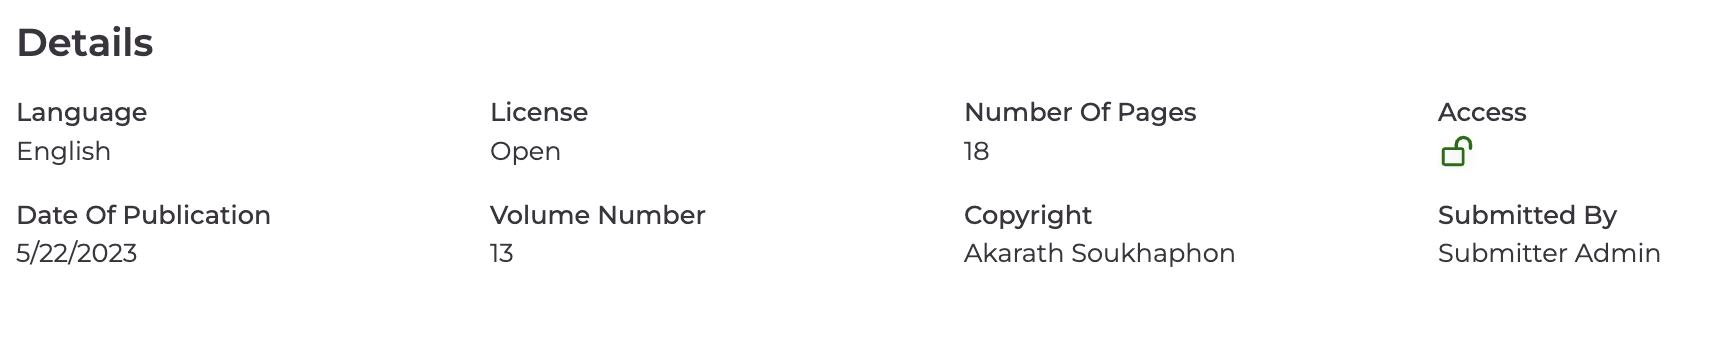 Details
Language
English
License
Open
Number Of Pages
18
Access
Date Of Publication
5/22/2023
Volume Number
13
Copyright
Akarath Soukhaphon
Submitted By
Submitter Admin